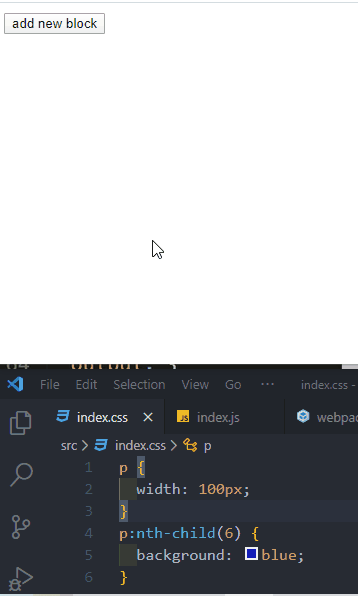 add new block
File Edit Selection View Go ··· index.css -
index.css × index.js webpac
src > index.css > p
1 p {
2 width: 100px;
3 }
4 p:nth-child(6) {
5 background: blue;
6 }